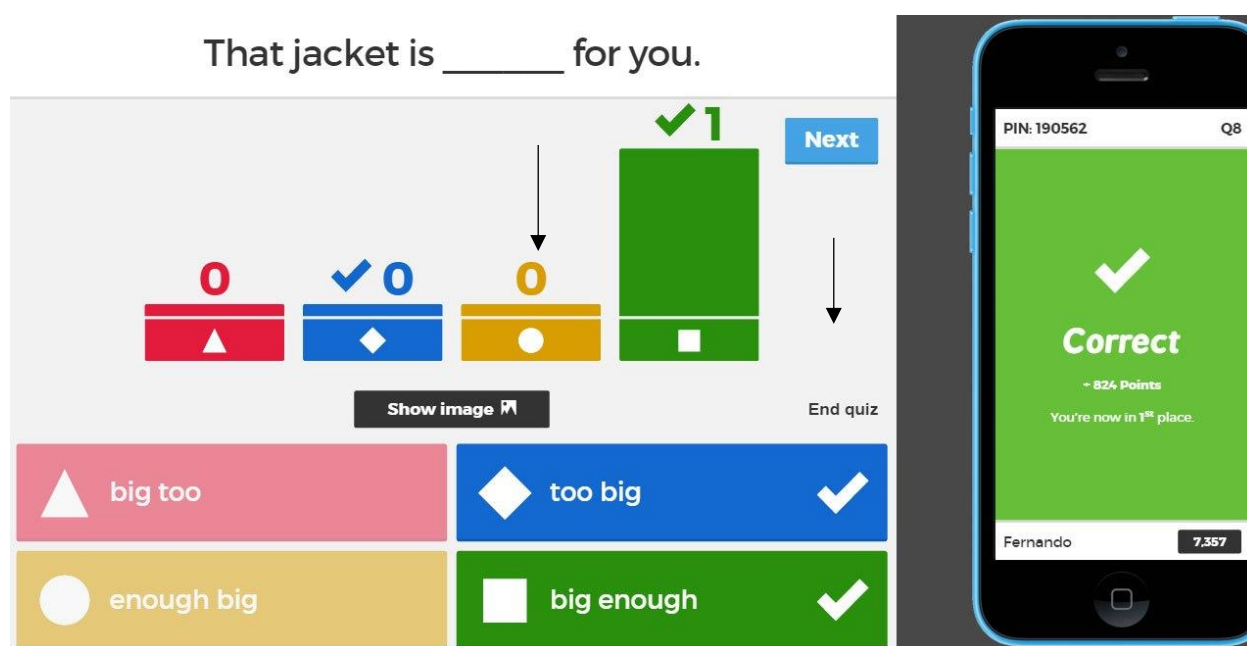 That jacket is ______ for you.
1
Next
0
0
0
Show image
End quiz
big too
too big
enough big
big enough
PIN: 190562 Q8
Correct
+ 824 Points
You're now in 1st place.
Fernando 7,357